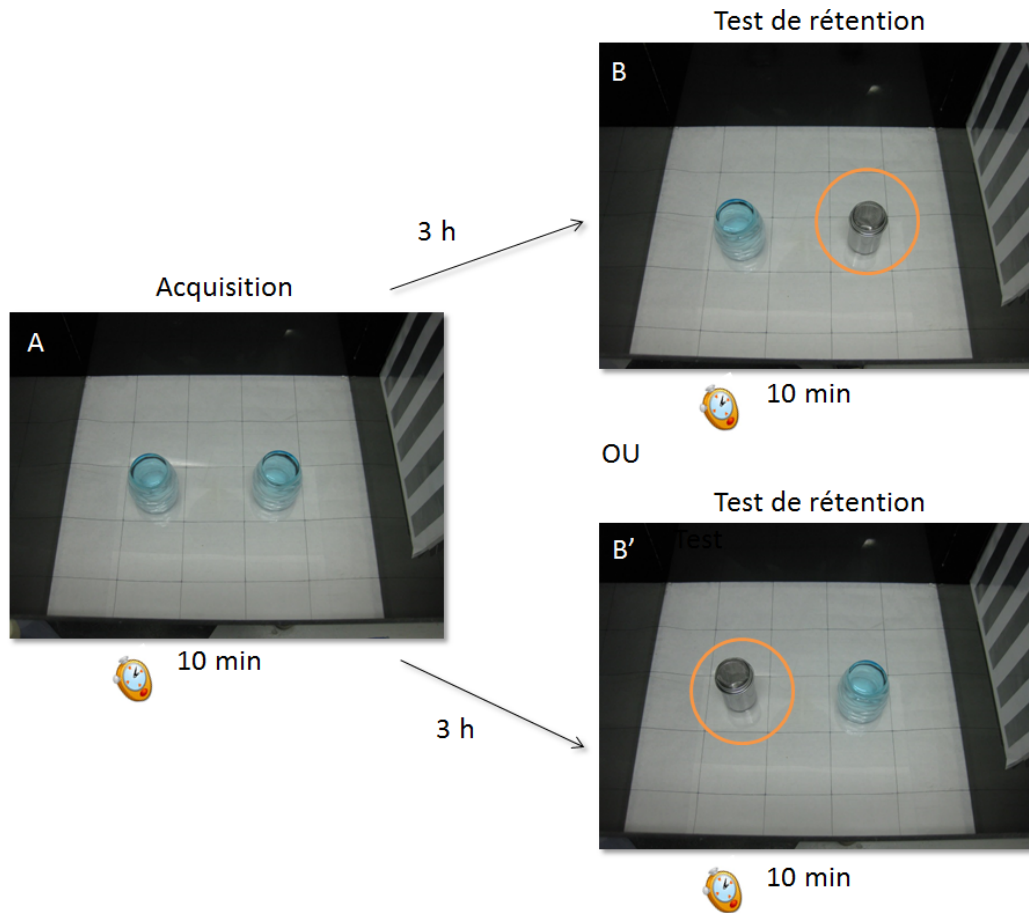 Test de rétention
B
3 h
Acquisition
A
10 min
OU
Test de rétention
B’
Test
10 min
3 h
10 min